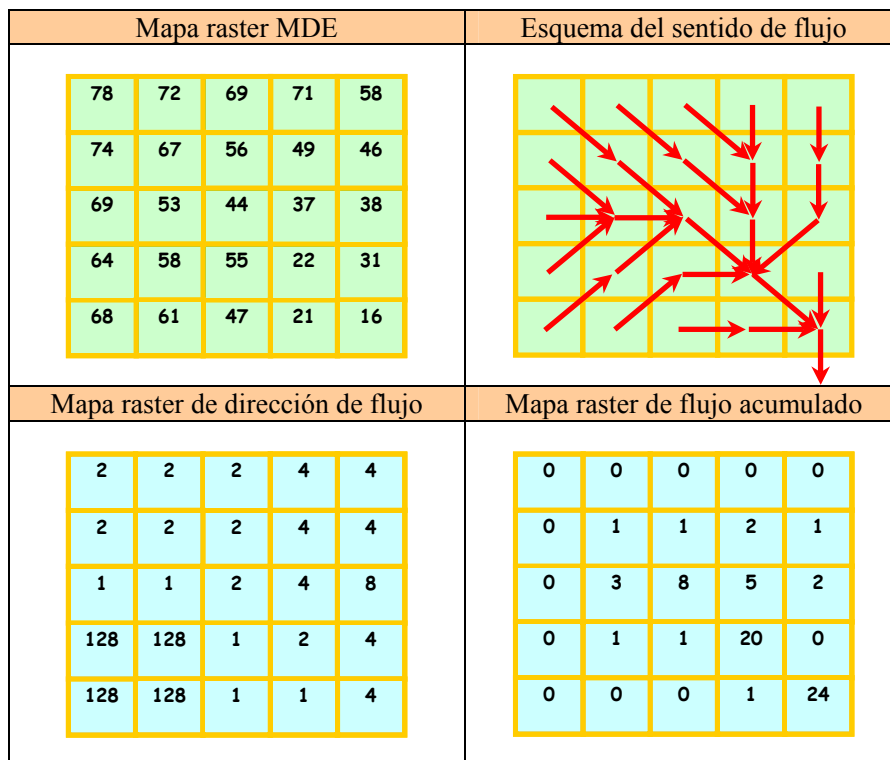 Mapa raster MDE
Esquema del sentido de flujo
78 72 69 71 58
74 67 56 49 46
69 53 44 37 38
64 58 55 22 31
68 61 47 21 16
Mapa raster de dirección de flujo
Mapa raster de flujo acumulado
2 2 2 4 4
2 2 2 4 4
1 1 2 4 8
128 128 1 2 4
128 128 1 1 4
0 0 0 0 0
0 1 1 2 1
0 3 8 5 2
0 1 1 20 0
0 0 0 1 24